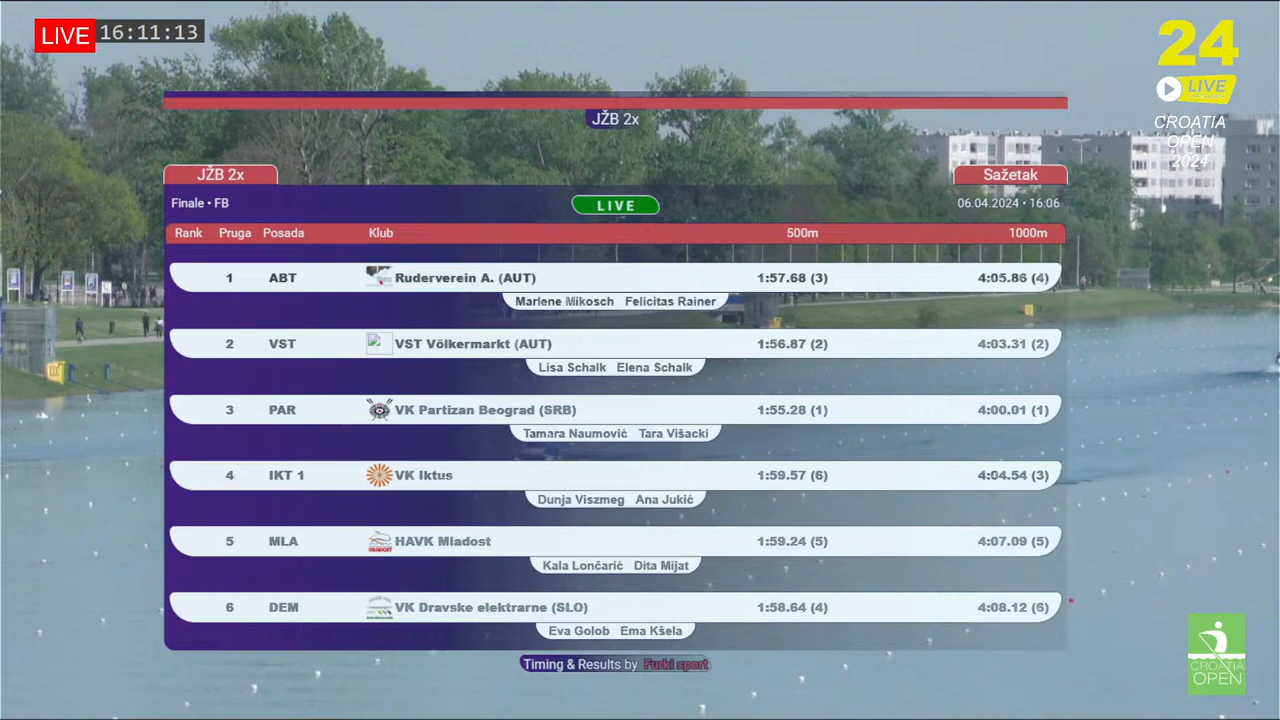 LIVE 16:11:13
24
LIVE
CROATIA
OPEN
2024
JŽB 2x
JŽB 2x Sažetak
Finale • FB LIVE 06.04.2024 • 16:06
Rank Pruga Posada Klub 500m 1000m
1 ABT Ruderverein A. (AUT) 1:57.68 (3) 4:05.86 (4)
Marlene Mikosch Felicitas Rainer
2 VST VST Völkermarkt (AUT) 1:56.87 (2) 4:03.31 (2)
Lisa Schalk Elena Schalk
3 PAR VK Partizan Beograd (SRB) 1:55.28 (1) 4:00.01 (1)
Tamara Naumović Tara Višacki
4 IKT 1 VK Iktus 1:59.57 (6) 4:04.54 (3)
Dunja Viszmeg Ana Jukić
5 MLA HAVK Mladost 1:59.24 (5) 4:07.09 (5)
Kala Lončarić Dita Mijat
6 DEM VK Dravske elektrarne (SLO) 1:58.64 (4) 4:08.12 (6)
Eva Golob Ema Kšela
Timing & Results by Furki sport
CROATIA
OPEN